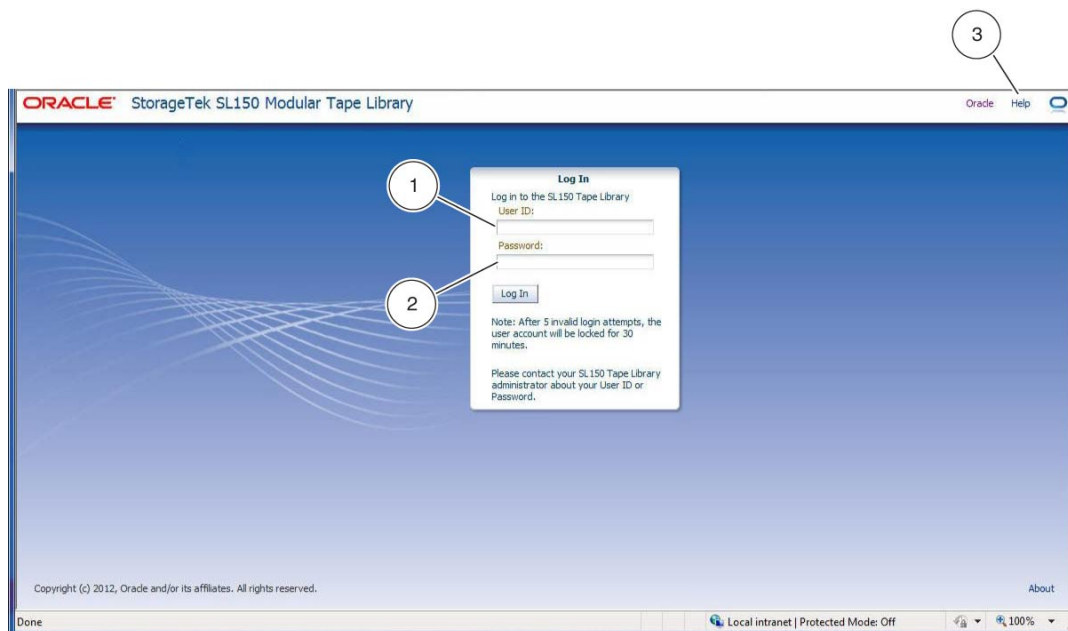 3
ORACLE StorageTek SL150 Modular Tape Library
Oracle Help
1
Log In
Log in to the SL150 Tape Library
User ID:
Password:
2
Log In
Note: After 5 invalid login attempts, the
user account will be locked for 30
minutes.
Please contact your SL150 Tape Library
administrator about your User ID or
Password.
Copyright (c) 2012, Oracle and/or its affiliates. All rights reserved.
About
Done
Local intranet | Protected Mode: Off
100%